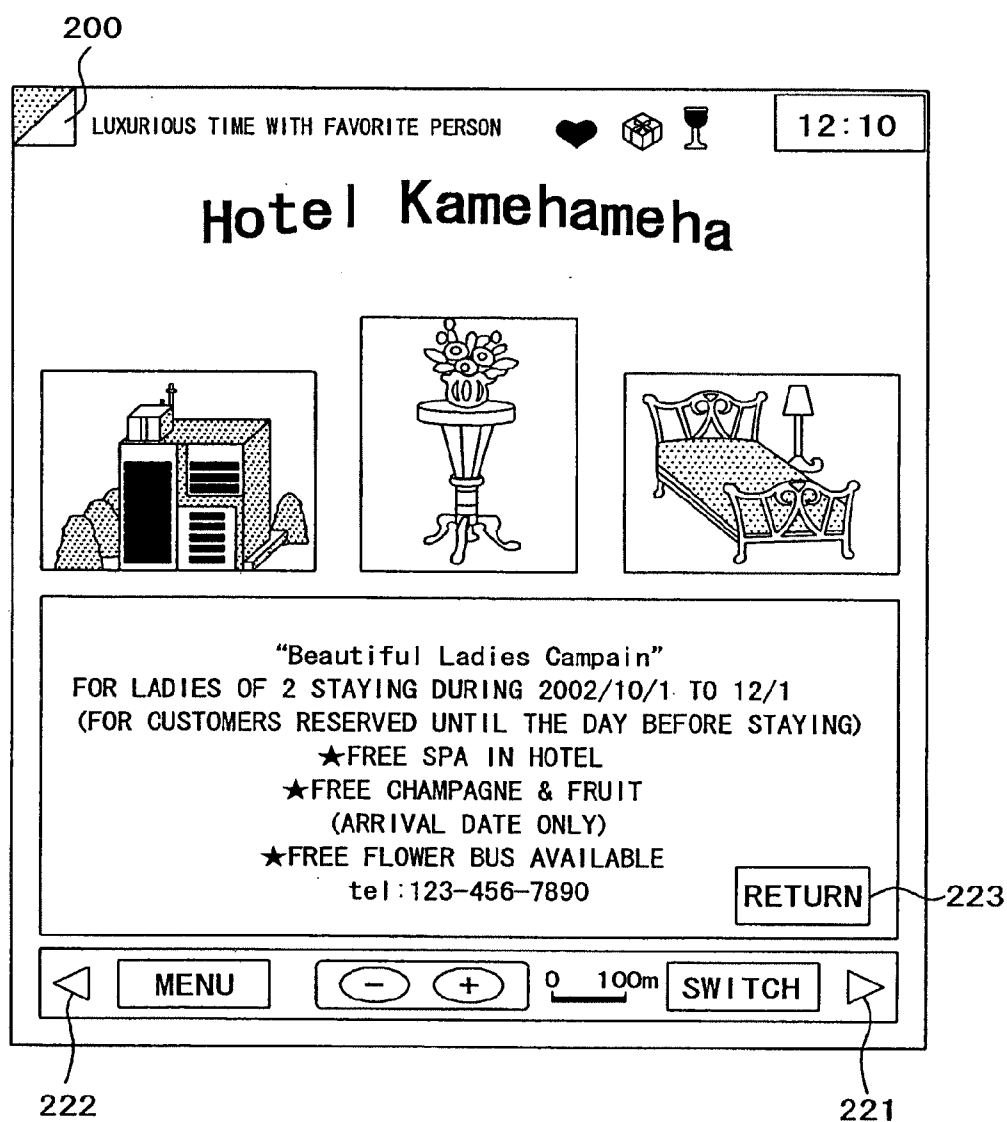 200
LUXURIOUS TIME WITH FAVORITE PERSON
12:10
Hotel Kamehameha
“Beautiful Ladies Campain”
FOR LADIES OF 2 STAYING DURING 2002/10/1 TO 12/1
(FOR CUSTOMERS RESERVED UNTIL THE DAY BEFORE STAYING)
★FREE SPA IN HOTEL
★FREE CHAMPAGNE & FRUIT
(ARRIVAL DATE ONLY)
★FREE FLOWER BUS AVAILABLE
tel:123-456-7890
RETURN
223
MENU
− +
0 100m
SWITCH
222
221